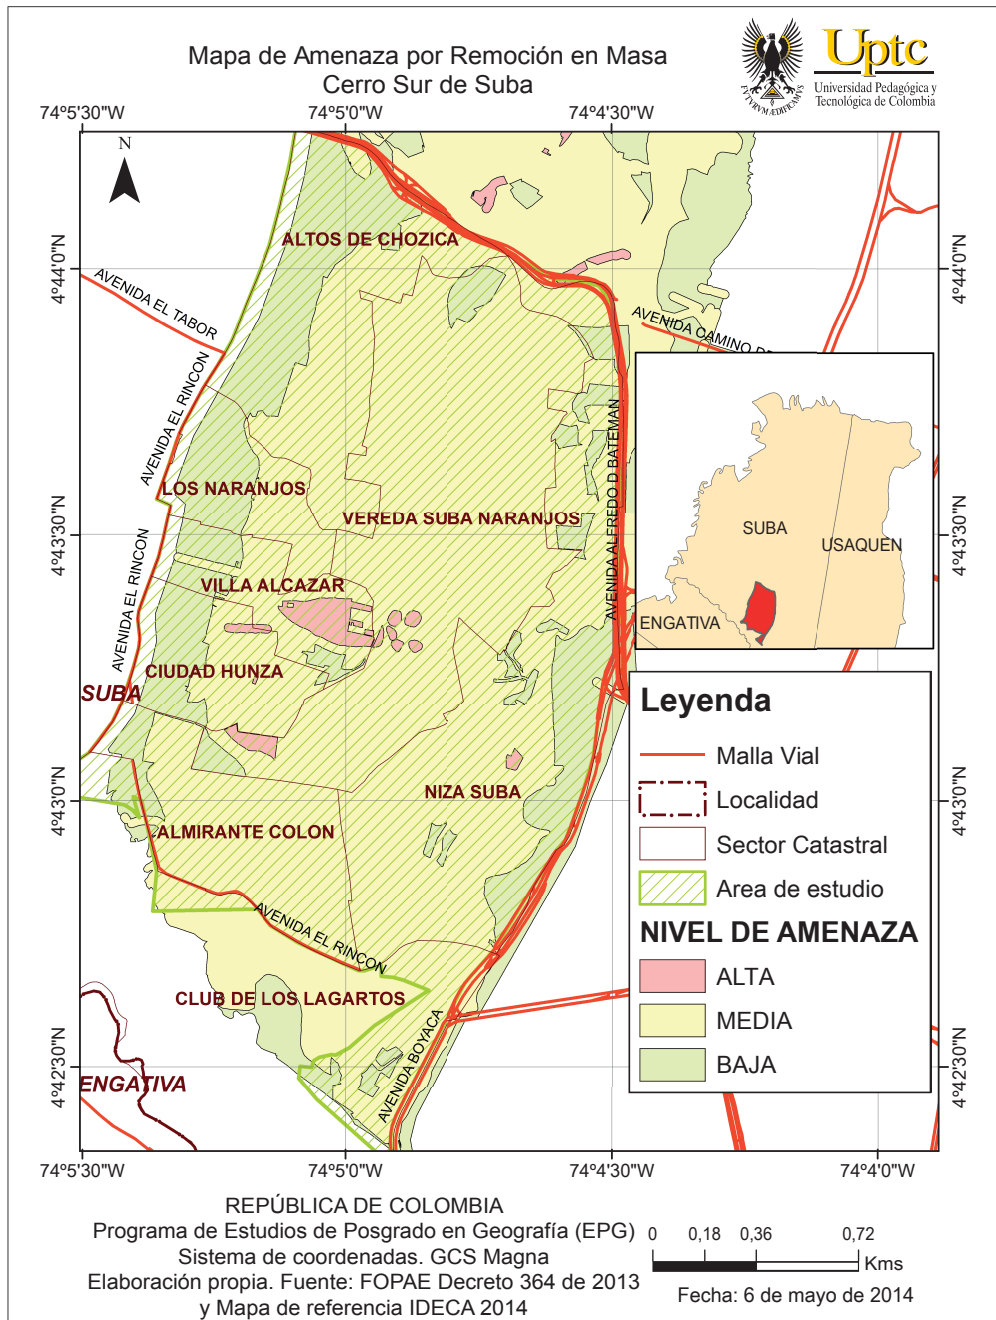 Mapa de Amenaza por Remoción en Masa
Cerro Sur de Suba
Uptc
Universidad Pedagógica y
Tecnológica de Colombia
74°5'30"W
74°5'0"W
74°4'30"W
74°4'0"W
N
ALTOS DE CHOZICA
4°44'0"N
4°44'0"N
AVENIDA EL TABOR
AVENIDA CAMINO DE
AVENIDA EL RINCON
AVENIDA ALFREDO D BATEMAN
LOS NARANJOS
VEREDA SUBA NARANJOS
4°43'30"N
4°43'30"N
SUBA
USAQUEN
ENGATIVA
VILLA ALCAZAR
AVENIDA EL RINCON
CIUDAD HUNZA
SUBA
NIZA SUBA
4°43'0"N
4°43'0"N
ALMIRANTE COLON
AVENIDA EL RINCON
CLUB DE LOS LAGARTOS
AVENIDA BOYACA
ENGATIVA
4°42'30"N
4°42'30"N
Leyenda
Malla Vial
Localidad
Sector Catastral
Area de estudio
NIVEL DE AMENAZA
ALTA
MEDIA
BAJA
74°5'30"W
74°5'0"W
74°4'30"W
74°4'0"W
REPÚBLICA DE COLOMBIA
Programa de Estudios de Posgrado en Geografía (EPG)
Sistema de coordenadas. GCS Magna
Elaboración propia. Fuente: FOPAE Decreto 364 de 2013
y Mapa de referencia IDECA 2014
0 0,18 0,36 0,72
Kms
Fecha: 6 de mayo de 2014